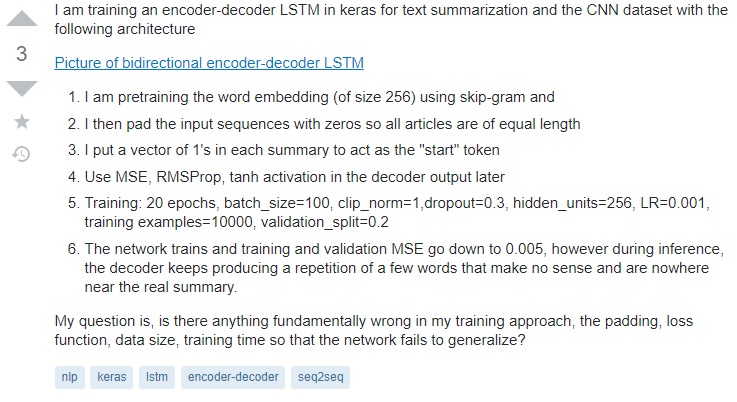 I am training an encoder-decoder LSTM in keras for text summarization and the CNN dataset with the
following architecture
3
Picture of bidirectional encoder-decoder LSTM
1. I am pretraining the word embedding (of size 256) using skip-gram and
2. I then pad the input sequences with zeros so all articles are of equal length
3. I put a vector of 1's in each summary to act as the "start" token
4. Use MSE, RMSProp, tanh activation in the decoder output later
5. Training: 20 epochs, batch_size=100, clip_norm=1,dropout=0.3, hidden_units=256, LR=0.001,
training examples=10000, validation_split=0.2
6. The network trains and training and validation MSE go down to 0.005, however during inference,
the decoder keeps producing a repetition of a few words that make no sense and are nowhere
near the real summary.
My question is, is there anything fundamentally wrong in my training approach, the padding, loss
function, data size, training time so that the network fails to generalize?
nlp keras lstm encoder-decoder seq2seq